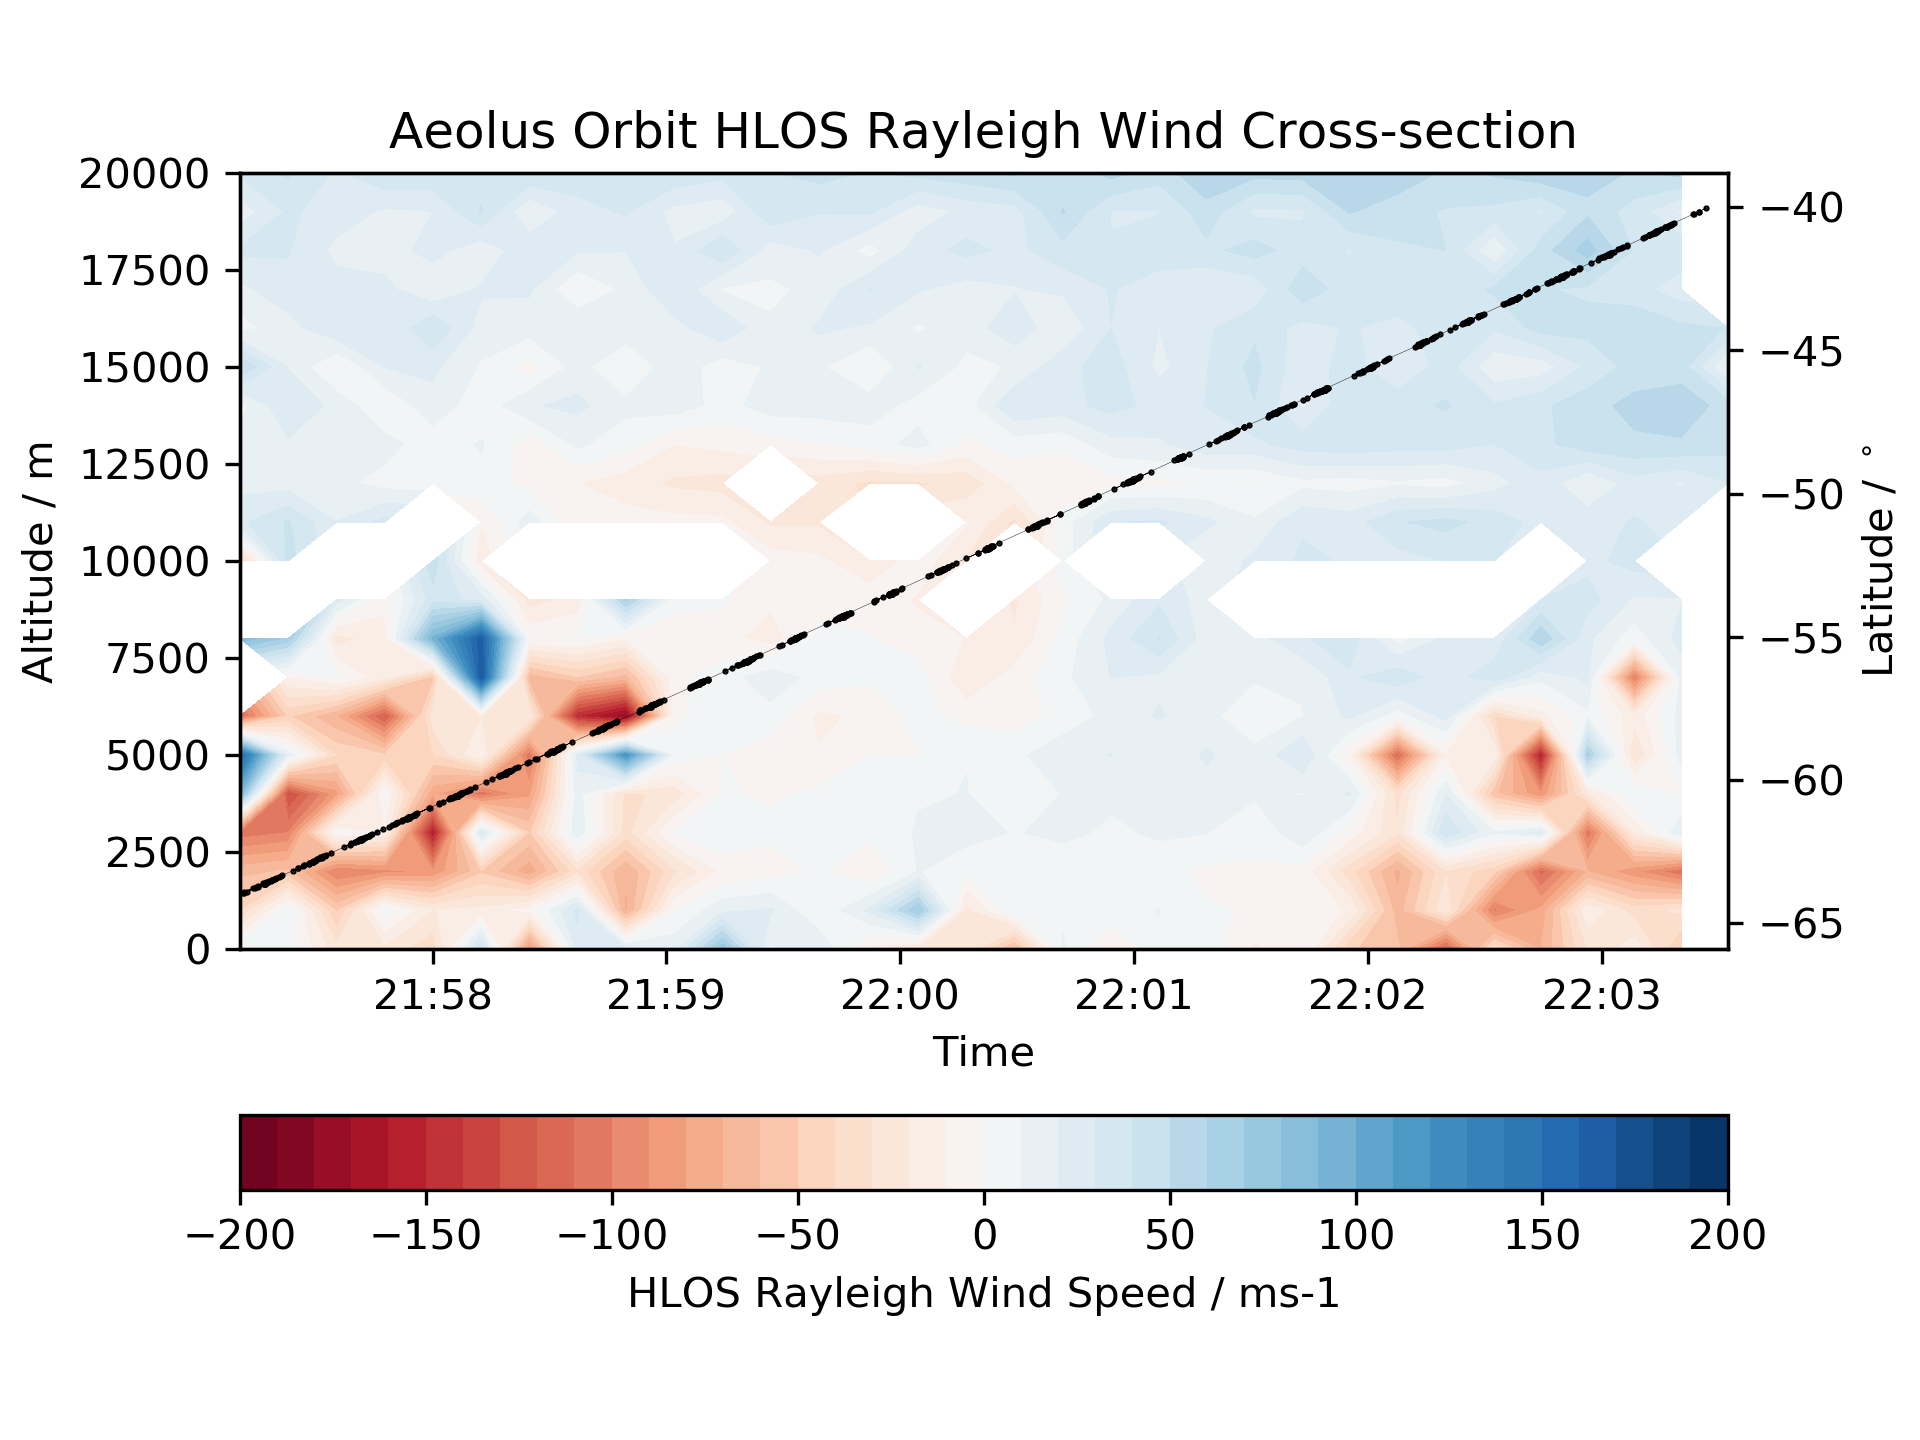 Aeolus Orbit HLOS Rayleigh Wind Cross-section
20000
17500
15000
12500
10000
7500
5000
2500
0
Altitude / m
−40
−45
−50
−55
−60
−65
Latitude / °
21:58 21:59 22:00 22:01 22:02 22:03
Time
−200 −150 −100 −50 0 50 100 150 200
HLOS Rayleigh Wind Speed / ms-1